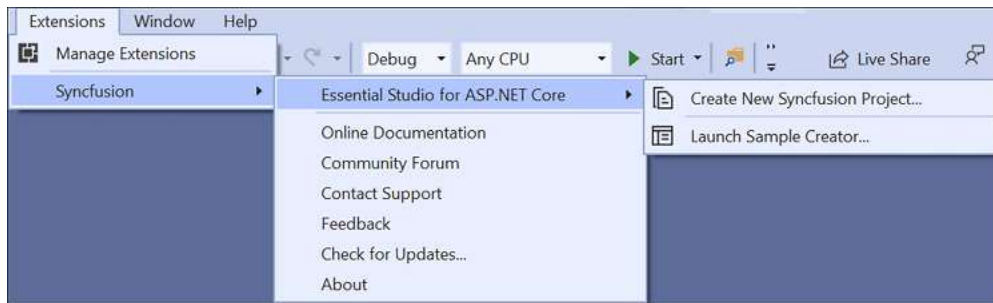 Extensions Window Help
Manage Extensions
Debug Any CPU Start Live Share
Syncfusion
Essential Studio for ASP.NET Core
Create New Syncfusion Project...
Launch Sample Creator...
Online Documentation
Community Forum
Contact Support
Feedback
Check for Updates...
About